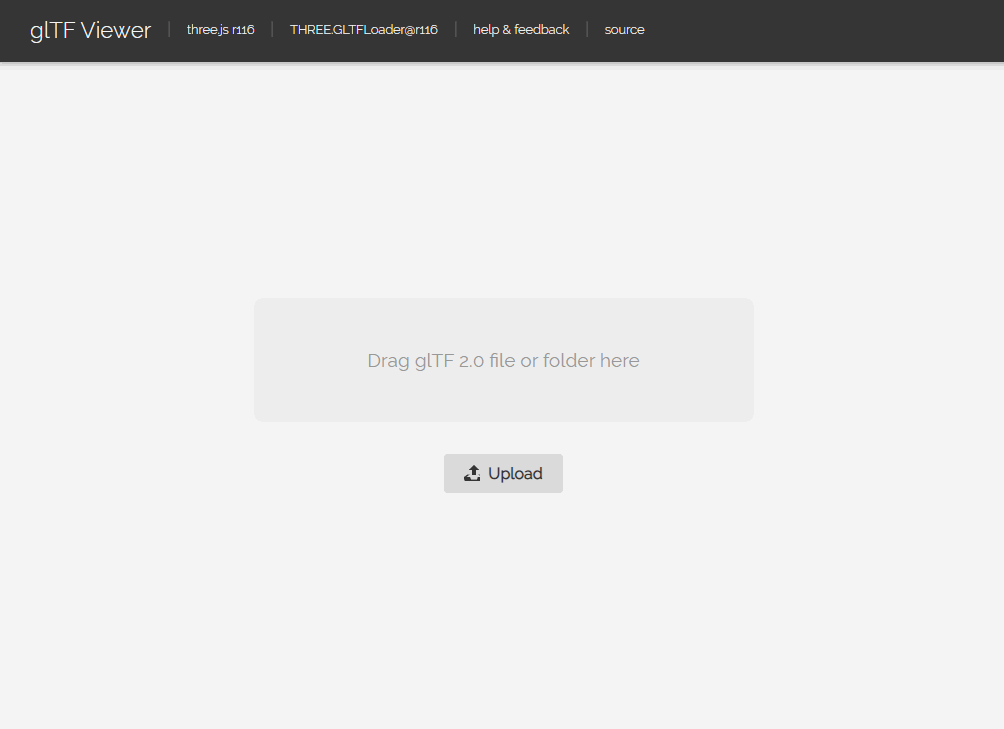 glTF Viewer | three.js r116 | THREE.GLTFLoader@r116 | help & feedback | source
Drag glTF 2.0 file or folder here
Upload